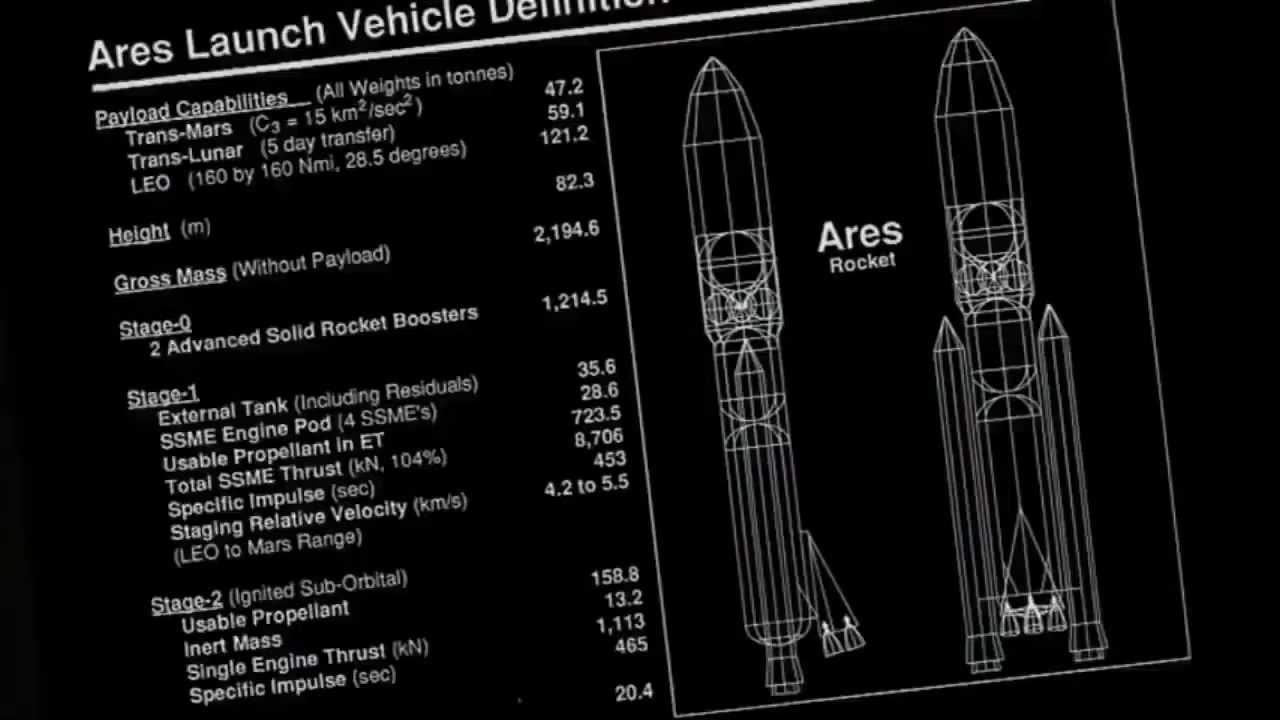 Ares Launch Vehicle Definition
Payload Capabilities (All Weights in tonnes)
Trans-Mars (C3 = 15 km2/sec2) 47.2
Trans-Lunar (5 day transfer) 59.1
LEO (160 by 160 Nmi, 28.5 degrees) 121.2
Height (m) 82.3
Gross Mass (Without Payload) 2,194.6
Stage-0
2 Advanced Solid Rocket Boosters 1,214.5
Stage-1
External Tank (Including Residuals) 35.6
SSME Engine Pod (4 SSME's) 28.6
Usable Propellant in ET 723.5
Total SSME Thrust (kN, 104%) 8,706
Specific Impulse (sec) 453
Staging Relative Velocity (km/s) 4.2 to 5.5
(LEO to Mars Range)
Stage-2 (Ignited Sub-Orbital)
Usable Propellant 158.8
Inert Mass 13.2
Single Engine Thrust (kN) 1,113
Specific Impulse (sec) 465
20.4
Ares
Rocket